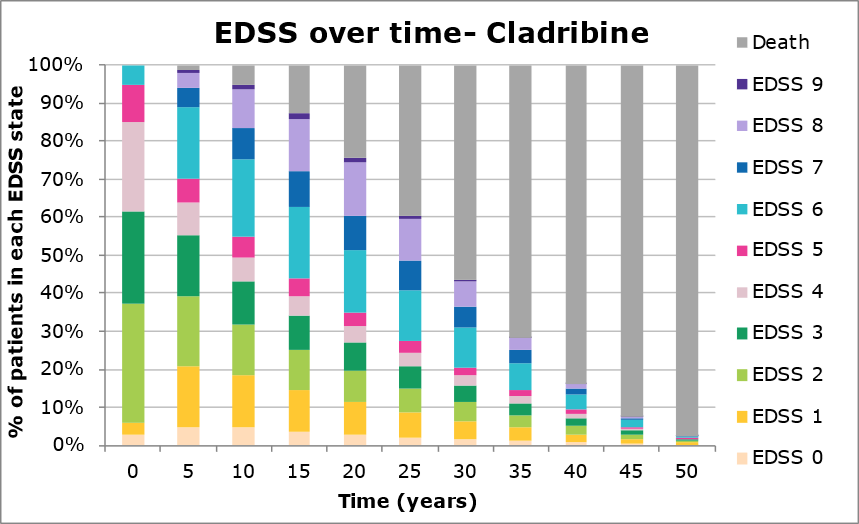 EDSS over time- Cladribine
% of patients in each EDSS state
100%
90%
80%
70%
60%
50%
40%
30%
20%
10%
0%
0 5 10 15 20 25 30 35 40 45 50
Time (years)
Death
EDSS 9
EDSS 8
EDSS 7
EDSS 6
EDSS 5
EDSS 4
EDSS 3
EDSS 2
EDSS 1
EDSS 0